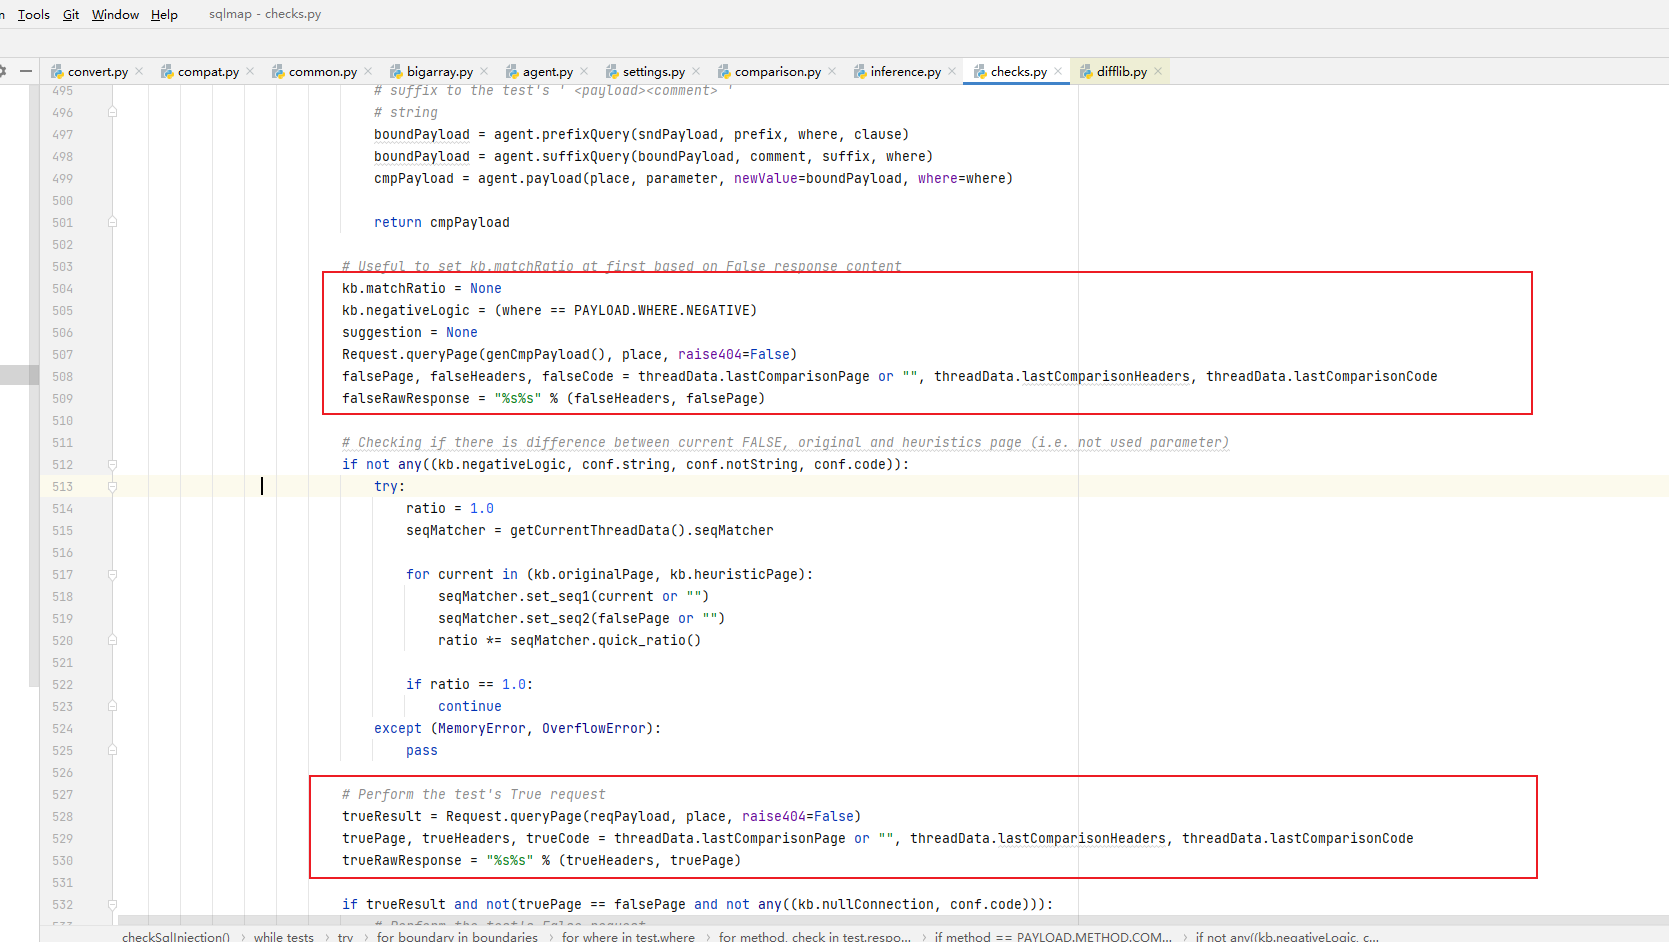 Tools Git Window Help sqlmap - checks.py
convert.py compat.py common.py bigarray.py agent.py settings.py comparison.py inference.py checks.py difflib.py
495 # suffix to the test's ' <payload><comment> '
496 # string
497 boundPayload = agent.prefixQuery(sndPayload, prefix, where, clause)
498 boundPayload = agent.suffixQuery(boundPayload, comment, suffix, where)
499 cmpPayload = agent.payload(place, parameter, newValue=boundPayload, where=where)
500
501 return cmpPayload
502
503 # Useful to set kb.matchRatio at first based on False response content
504 kb.matchRatio = None
505 kb.negativeLogic = (where == PAYLOAD.WHERE.NEGATIVE)
506 suggestion = None
507 Request.queryPage(genCmpPayload(), place, raise404=False)
508 falsePage, falseHeaders, falseCode = threadData.lastComparisonPage or "", threadData.lastComparisonHeaders, threadData.lastComparisonCode
509 falseRawResponse = "%s%s" % (falseHeaders, falsePage)
510
511 # Checking if there is difference between current FALSE, original and heuristics page (i.e. not used parameter)
512 if not any((kb.negativeLogic, conf.string, conf.notString, conf.code)):
513 try:
514 ratio = 1.0
515 seqMatcher = getCurrentThreadData().seqMatcher
516
517 for current in (kb.originalPage, kb.heuristicPage):
518 seqMatcher.set_seq1(current or "")
519 seqMatcher.set_seq2(falsePage or "")
520 ratio *= seqMatcher.quick_ratio()
521
522 if ratio == 1.0:
523 continue
524 except (MemoryError, OverflowError):
525 pass
526
527 # Perform the test's True request
528 trueResult = Request.queryPage(reqPayload, place, raise404=False)
529 truePage, trueHeaders, trueCode = threadData.lastComparisonPage or "", threadData.lastComparisonHeaders, threadData.lastComparisonCode
530 trueRawResponse = "%s%s" % (trueHeaders, truePage)
531
532 if trueResult and not(truePage == falsePage and not any((kb.nullConnection, conf.code))):
533 # Perform the test's False request
checkSqlInjection() › while tests › try › for boundary in boundaries › for where in test.where › for method, check in test.respo... › if method == PAYLOAD.METHOD.COM... › if not any((kb.negativeLogic, c...